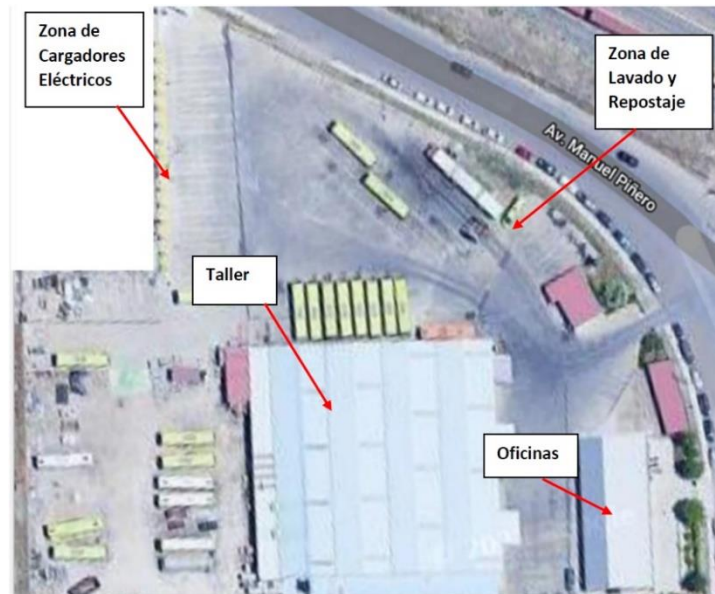 Zona de
Cargadores
Eléctricos
Zona de
Lavado y
Repostaje
Av. Manuel Piñero
Taller
Oficinas